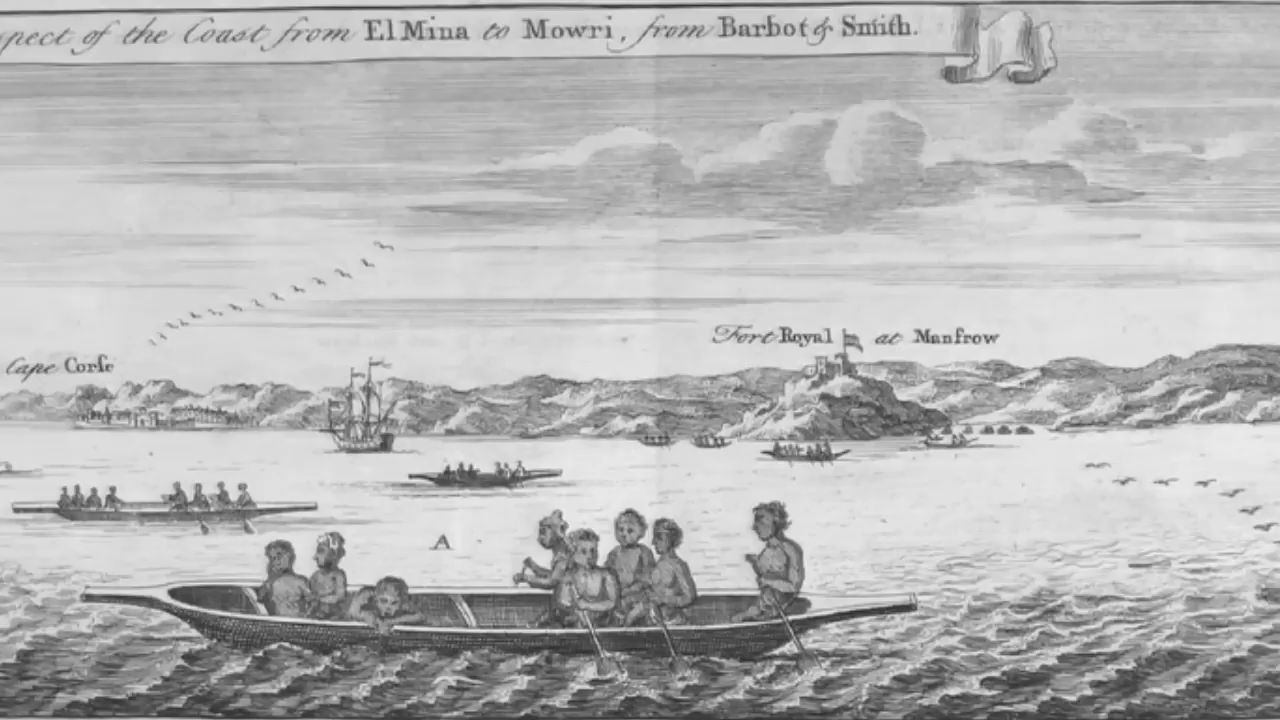 pect of the Coast from El Mina to Mowri, from Barbot & Smith.
Fort Royal at Manfrow
Cape Corse
A